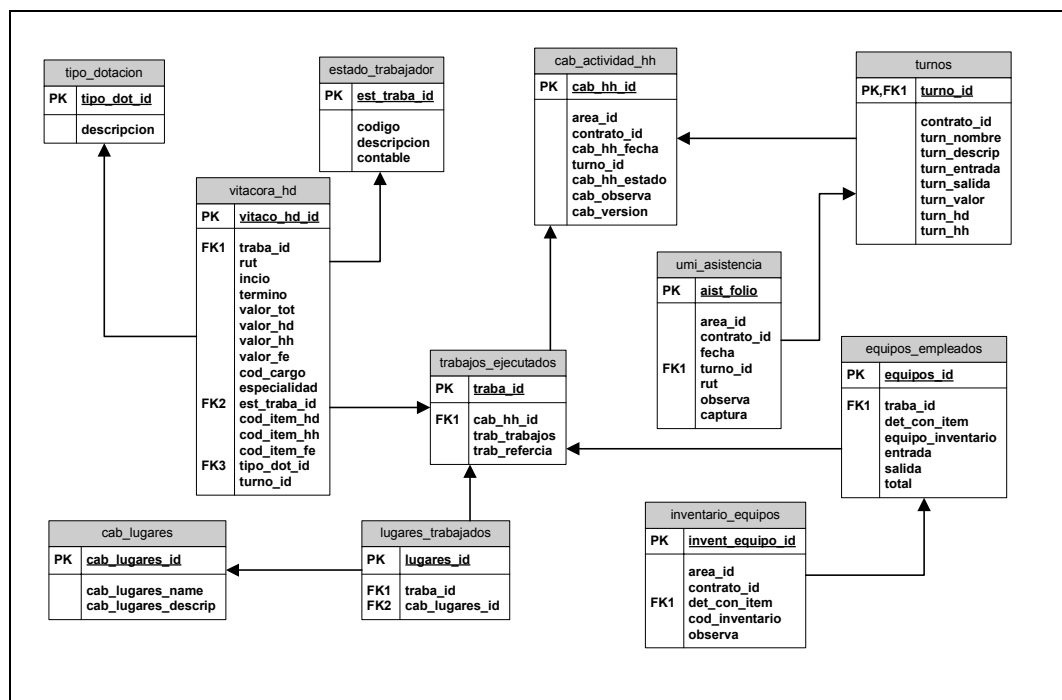 tipo_dotacion
PK tipo_dot_id
descripcion
estado_trabajador
PK est_traba_id
codigo
descripcion
contable
cab_actividad_hh
PK cab_hh_id
area_id
contrato_id
cab_hh_fecha
turno_id
cab_hh_estado
cab_observa
cab_version
turnos
PK,FK1 turno_id
contrato_id
turn_nombre
turn_descrip
turn_entrada
turn_salida
turn_valor
turn_hd
turn_hh
vitacora_hd
PK vitaco_hd_id
FK1 traba_id
rut
incio
termino
valor_tot
valor_hd
valor_hh
valor_fe
cod_cargo
especialidad
FK2 est_traba_id
cod_item_hd
cod_item_hh
cod_item_fe
FK3 tipo_dot_id
turno_id
umi_asistencia
PK aist_folio
area_id
contrato_id
fecha
FK1 turno_id
rut
observa
captura
trabajos_ejecutados
PK traba_id
FK1 cab_hh_id
trab_trabajos
trab_refercia
equipos_empleados
PK equipos_id
FK1 traba_id
det_con_item
equipo_inventario
entrada
salida
total
cab_lugares
PK cab_lugares_id
cab_lugares_name
cab_lugares_descrip
lugares_trabajados
PK lugares_id
FK1 traba_id
FK2 cab_lugares_id
inventario_equipos
PK invent_equipo_id
area_id
contrato_id
FK1 det_con_item
cod_inventario
observa